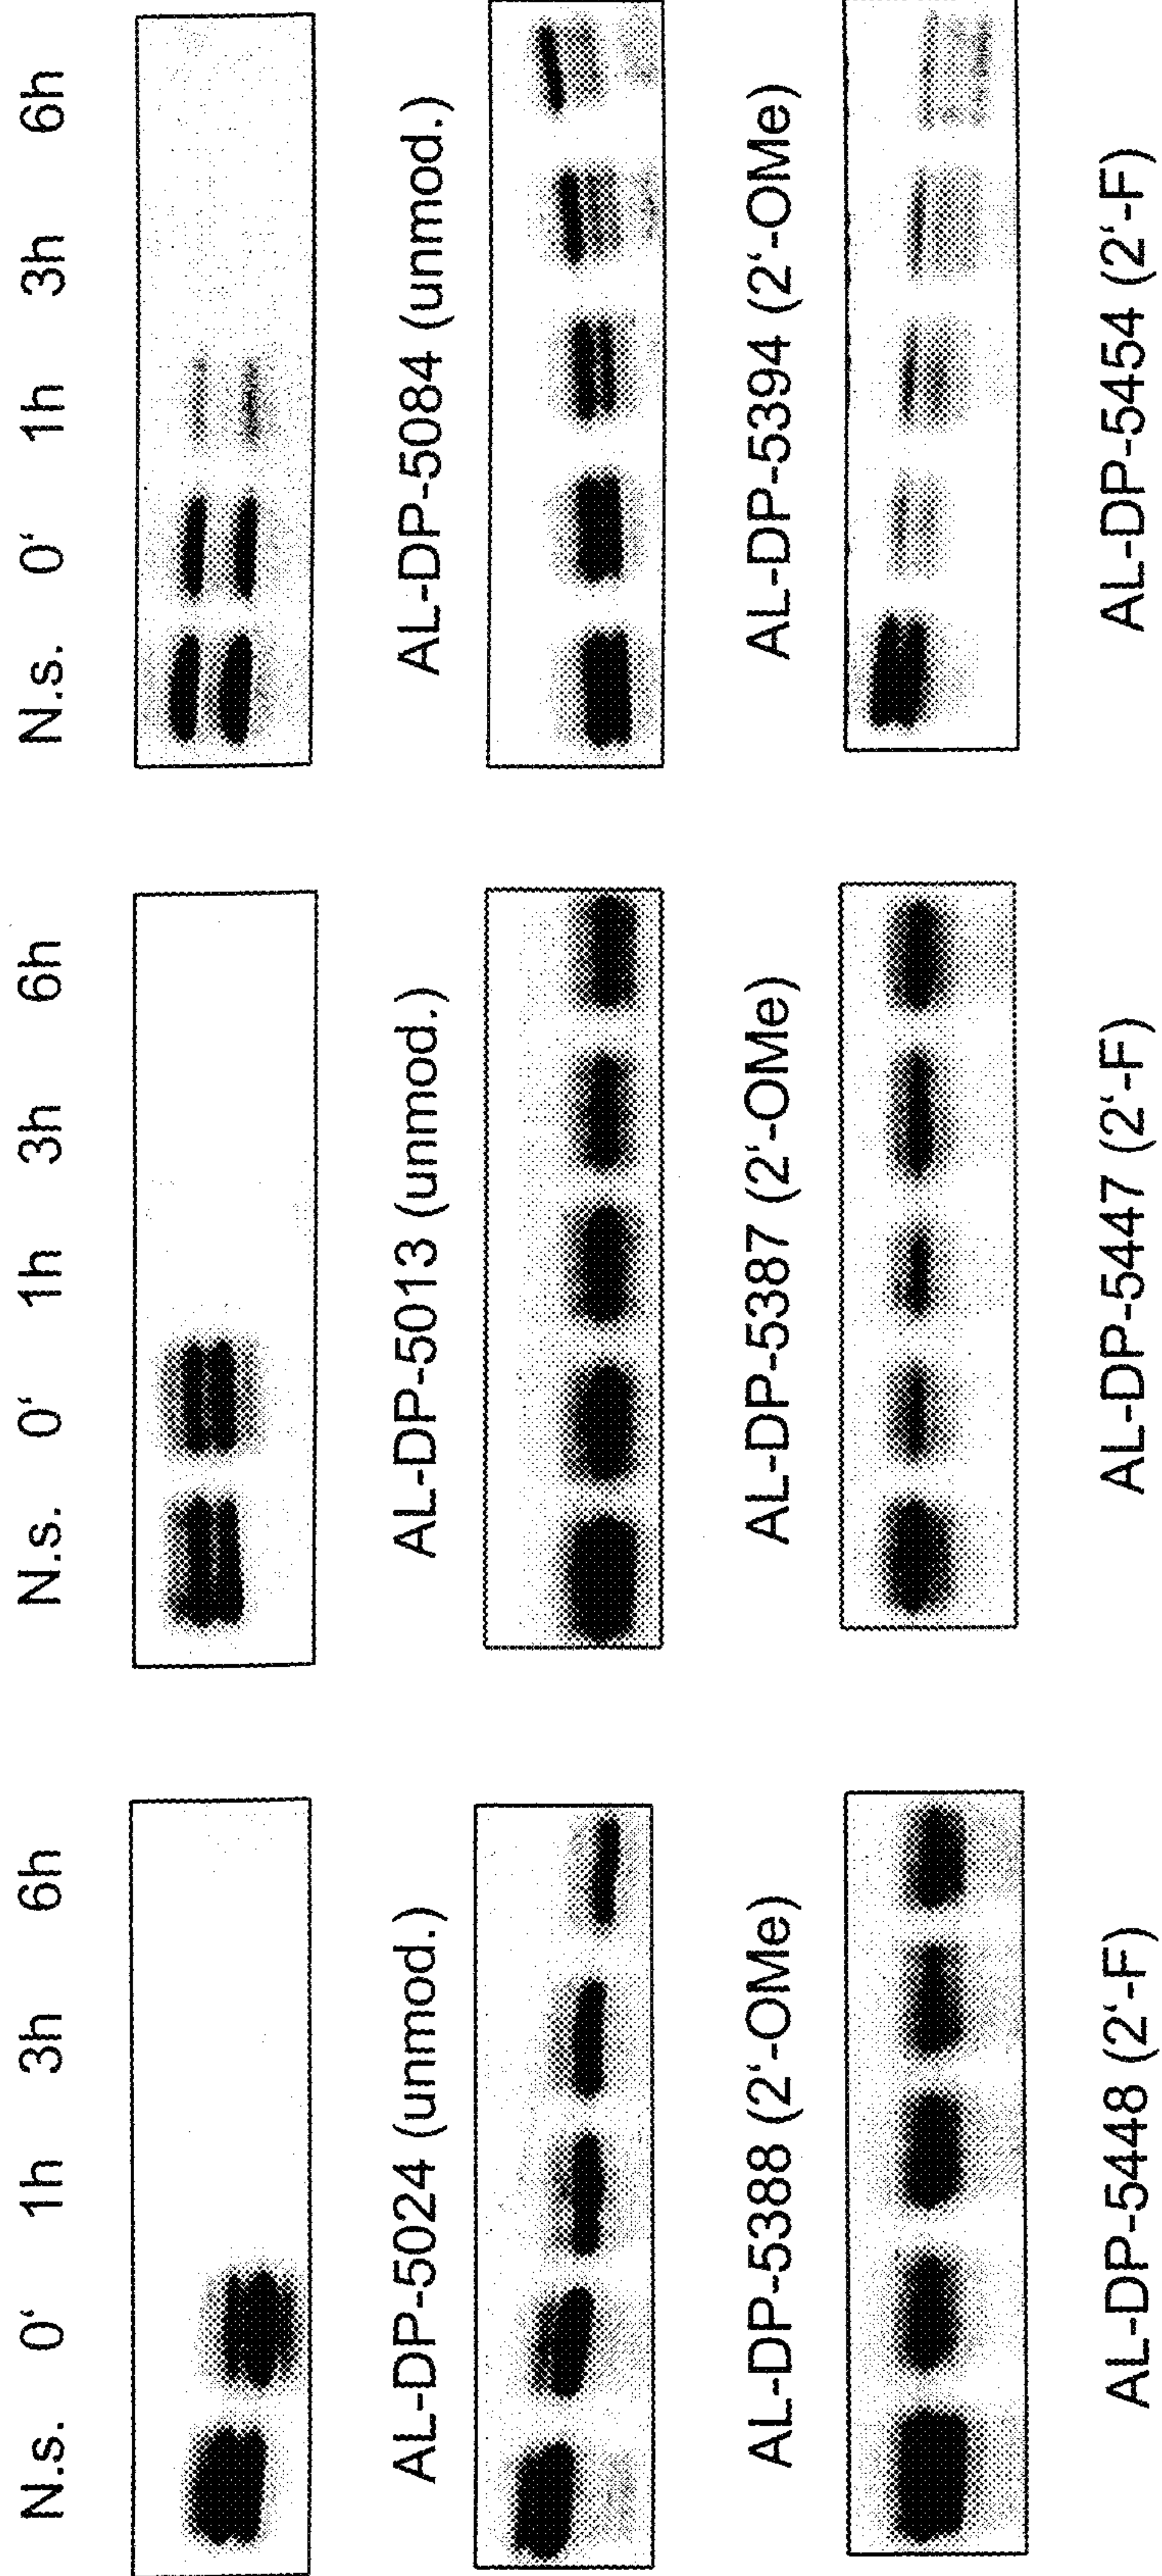 N.s. 0‘ 1h 3h 6h N.s. 0‘ 1h 3h 6h N.s. 0‘ 1h 3h 6h
AL-DP-5024 (unmod.) AL-DP-5013 (unmod.) AL-DP-5084 (unmod.)
AL-DP-5388 (2‘-OMe) AL-DP-5387 (2‘-OMe) AL-DP-5394 (2‘-OMe)
AL-DP-5448 (2‘-F) AL-DP-5447 (2‘-F) AL-DP-5454 (2‘-F)